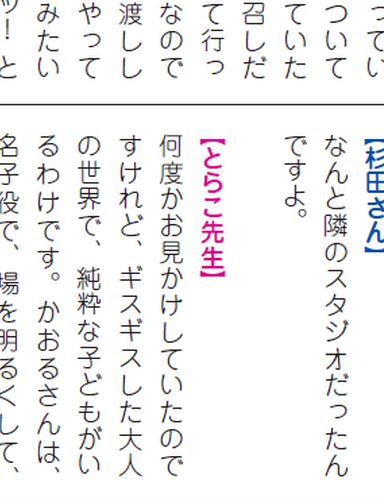 ってい
ついて
ていた
召しだ
て行っ
なので
渡しし
やって
みたい
ッ！と
【杉田さん】
なんと隣のスタジオだったん
ですよ。
【とらこ先生】
何度かお見かけしていたので
すけれど、ギスギスした大人
の世界で、純粋な子どもがい
るわけです。かおるさんは、
名子役で、場を明るくして、